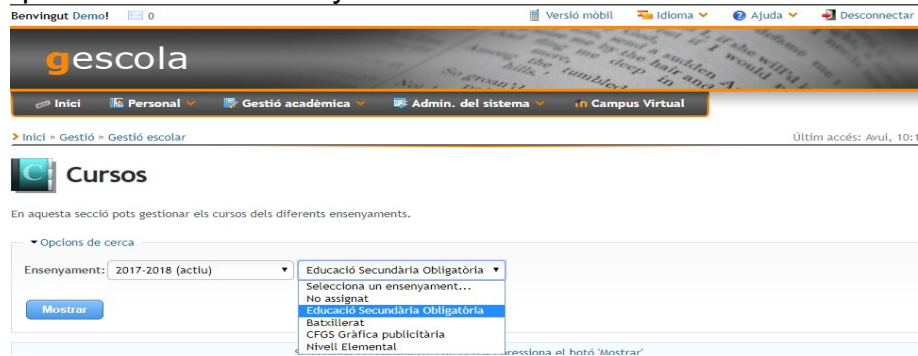 Benvingut Demo! 0 Versió mòbil Idioma Ajuda Desconnectar
gescola
Inici Personal Gestió acadèmica Admin. del sistema Campus Virtual
Inici » Gestió » Gestió escolar Últim accés: Avui, 10:1
Cursos
En aquesta secció pots gestionar els cursos dels diferents ensenyaments.
Opcions de cerca
Ensenyament: 2017-2018 (actiu) Educació Secundària Obligatòria
Selecciona un ensenyament...
No assignat
Mostrar Educació Secundària Obligatòria
Batxillerat
CFGS Gràfica publicitària
Nivell Elemental
pressiona el botó 'Mostrar'